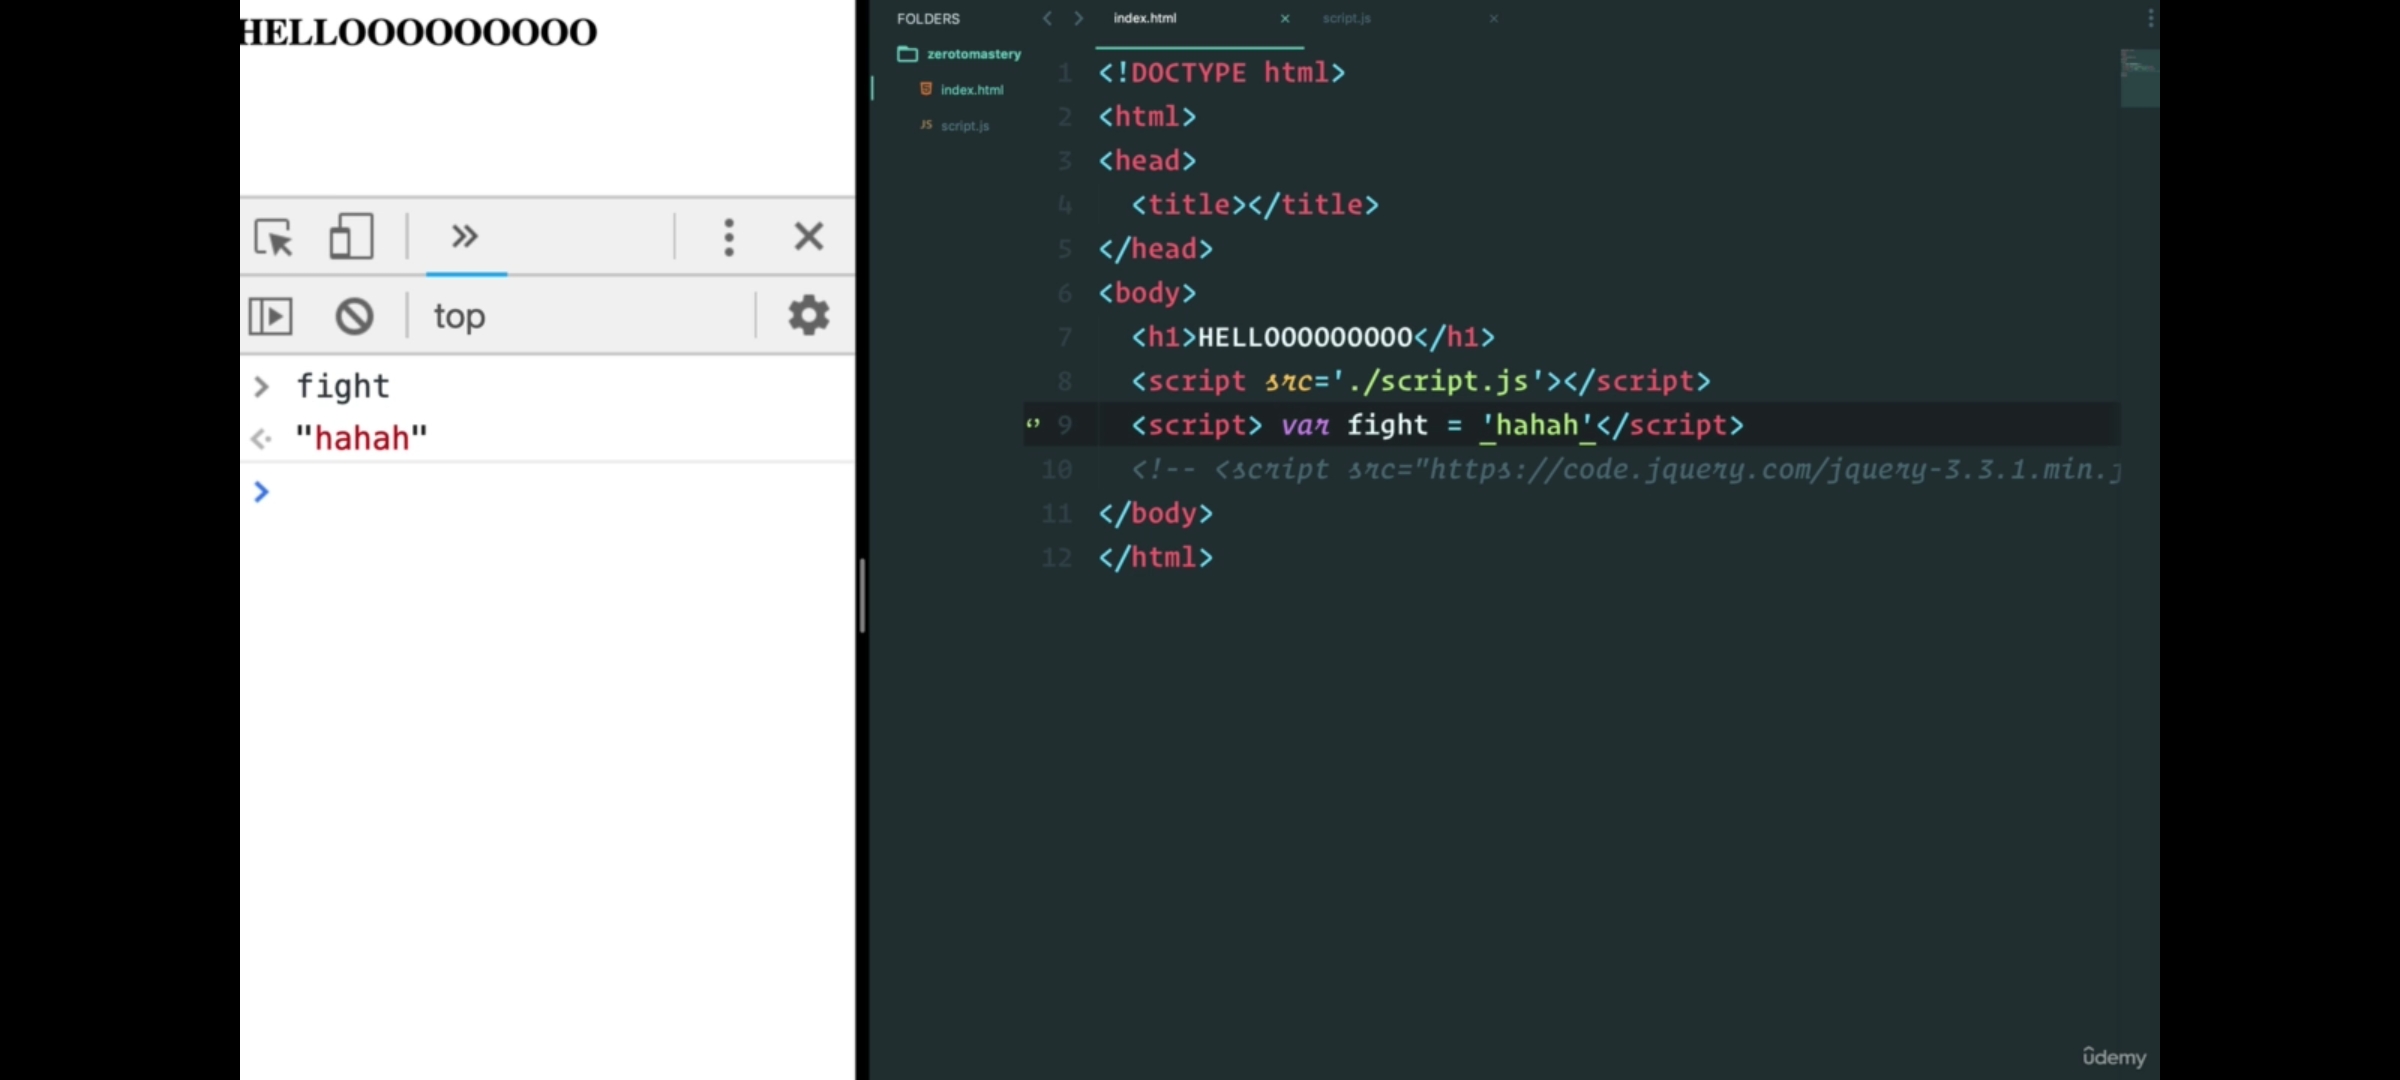 HELLOOOOOOOOO
top
fight
"hahah"
FOLDERS
zerotomastery
index.html
script.js
index.html
script.js
1 <!DOCTYPE html>
2 <html>
3 <head>
4 <title></title>
5 </head>
6 <body>
7 <h1>HELLOOOOOOOOO</h1>
8 <script src='./script.js'></script>
9 <script> var fight = 'hahah'</script>
10 <!-- <script src="https://code.jquery.com/jquery-3.3.1.min.j
11 </body>
12 </html>
ûdemy